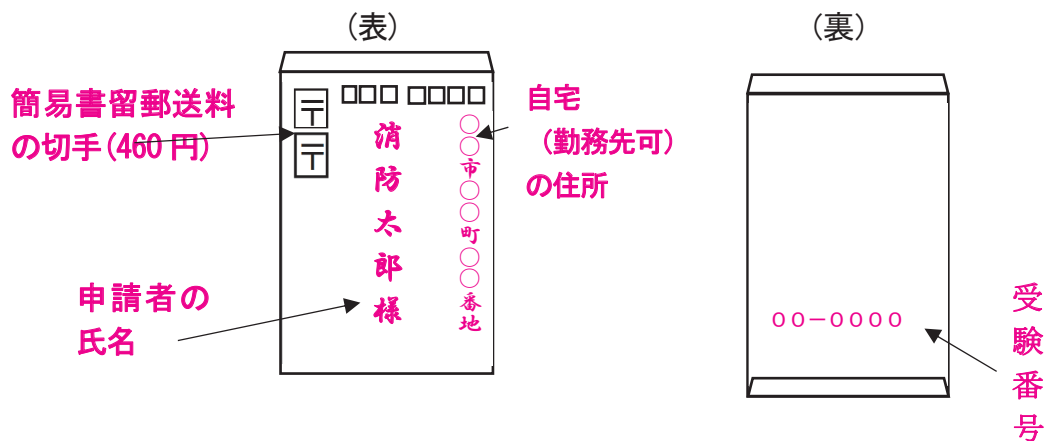 (表)
簡易書留郵送料
の切手(460円)
〒
〒
□□□ □□□□
自宅
(勤務先可)
の住所
○○市○○町○○番地
消防太郎様
申請者の
氏名
(裏)
○○－○○○○
受験番号